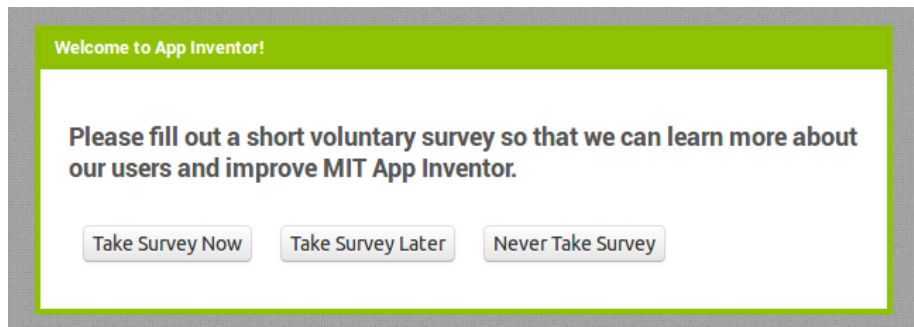 Welcome to App Inventor!
Please fill out a short voluntary survey so that we can learn more about
our users and improve MIT App Inventor.
Take Survey Now Take Survey Later Never Take Survey